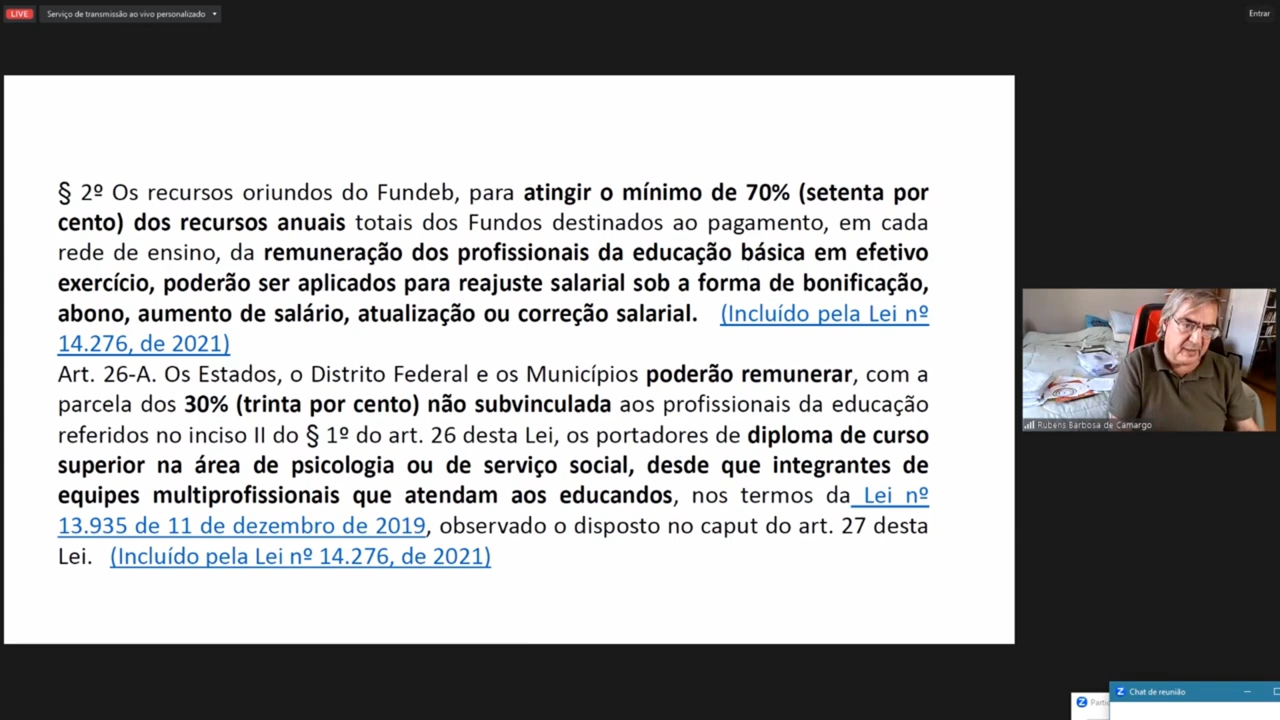 LIVE Serviço de transmissão ao vivo personalizado Entrar
§ 2º Os recursos oriundos do Fundeb, para atingir o mínimo de 70% (setenta por
cento) dos recursos anuais totais dos Fundos destinados ao pagamento, em cada
rede de ensino, da remuneração dos profissionais da educação básica em efetivo
exercício, poderão ser aplicados para reajuste salarial sob a forma de bonificação,
abono, aumento de salário, atualização ou correção salarial. (Incluído pela Lei nº
14.276, de 2021)
Art. 26-A. Os Estados, o Distrito Federal e os Municípios poderão remunerar, com a
parcela dos 30% (trinta por cento) não subvinculada aos profissionais da educação
referidos no inciso II do § 1º do art. 26 desta Lei, os portadores de diploma de curso
superior na área de psicologia ou de serviço social, desde que integrantes de
equipes multiprofissionais que atendam aos educandos, nos termos da Lei nº
13.935 de 11 de dezembro de 2019, observado o disposto no caput do art. 27 desta
Lei. (Incluído pela Lei nº 14.276, de 2021)
Rubens Barbosa de Camargo
Chat de reunião